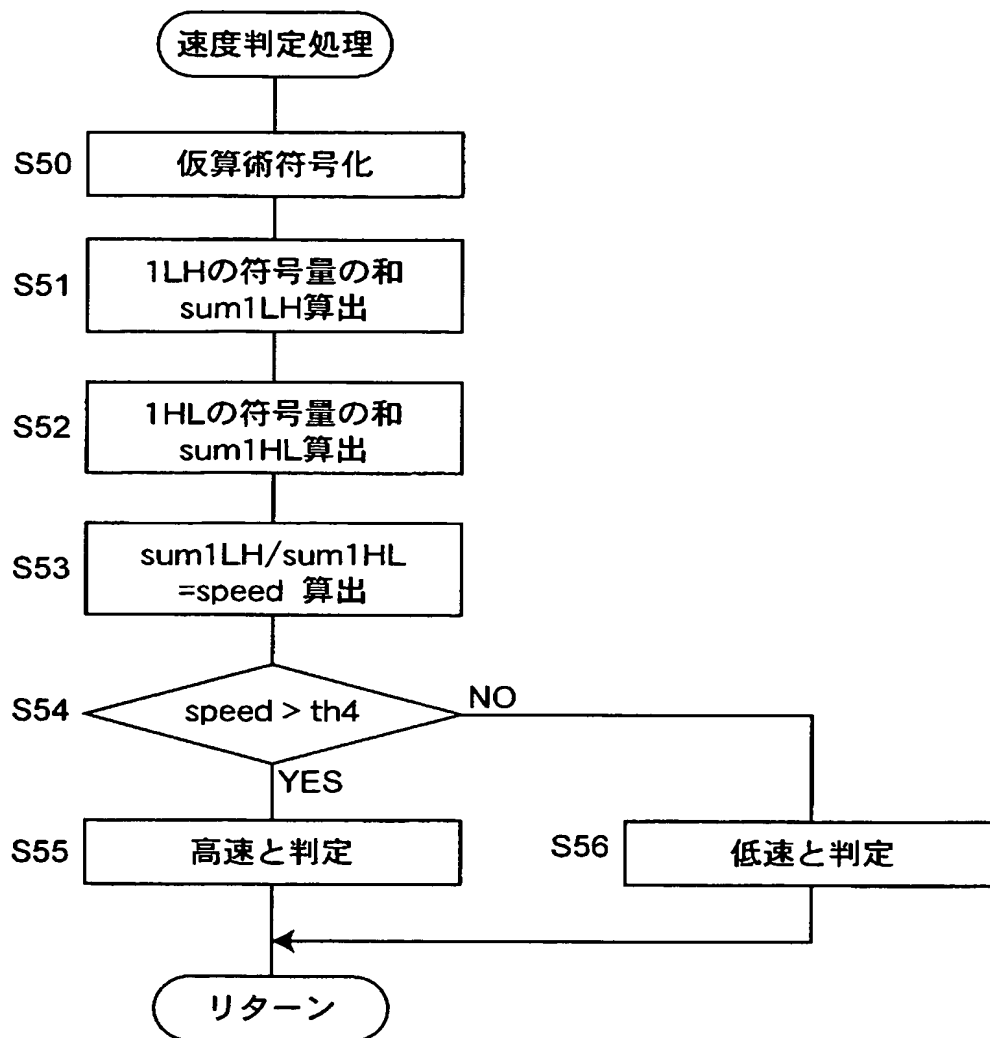 速度判定処理
S50
仮算術符号化
S51
1LHの符号量の和
sum1LH算出
S52
1HLの符号量の和
sum1HL算出
S53
sum1LH/sum1HL
=speed 算出
S54
speed > th4
NO
YES
S55
高速と判定
S56
低速と判定
リターン